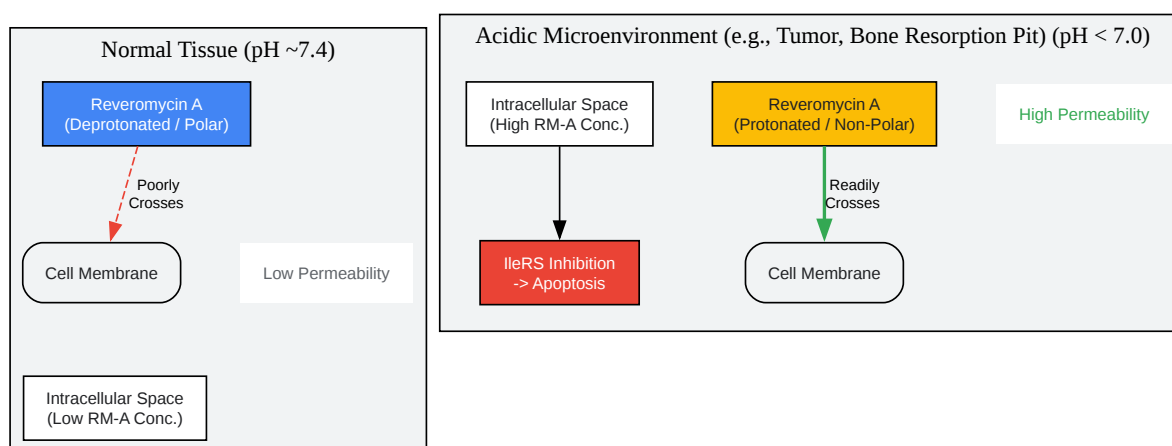 Normal Tissue (pH ~7.4)
Reveromycin A
(Deprotonated / Polar)
Poorly
Crosses
Cell Membrane
Low Permeability
Intracellular Space
(Low RM-A Conc.)
Acidic Microenvironment (e.g., Tumor, Bone Resorption Pit) (pH < 7.0)
Intracellular Space
(High RM-A Conc.)
IleRS Inhibition
-> Apoptosis
Reveromycin A
(Protonated / Non-Polar)
Readily
Crosses
Cell Membrane
High Permeability